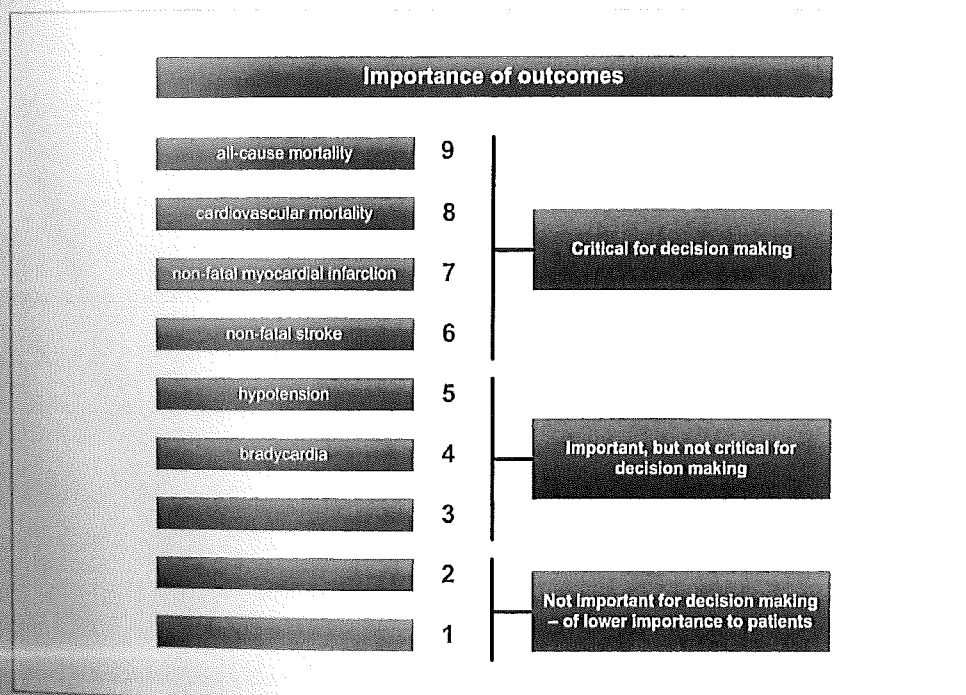 Importance of outcomes
all-cause mortality 9
cardiovascular mortality 8
non-fatal myocardial infarction 7
non-fatal stroke 6
hypotension 5
bradycardia 4
3
2
1
Critical for decision making
Important, but not critical for
decision making
Not important for decision making
– of lower importance to patients